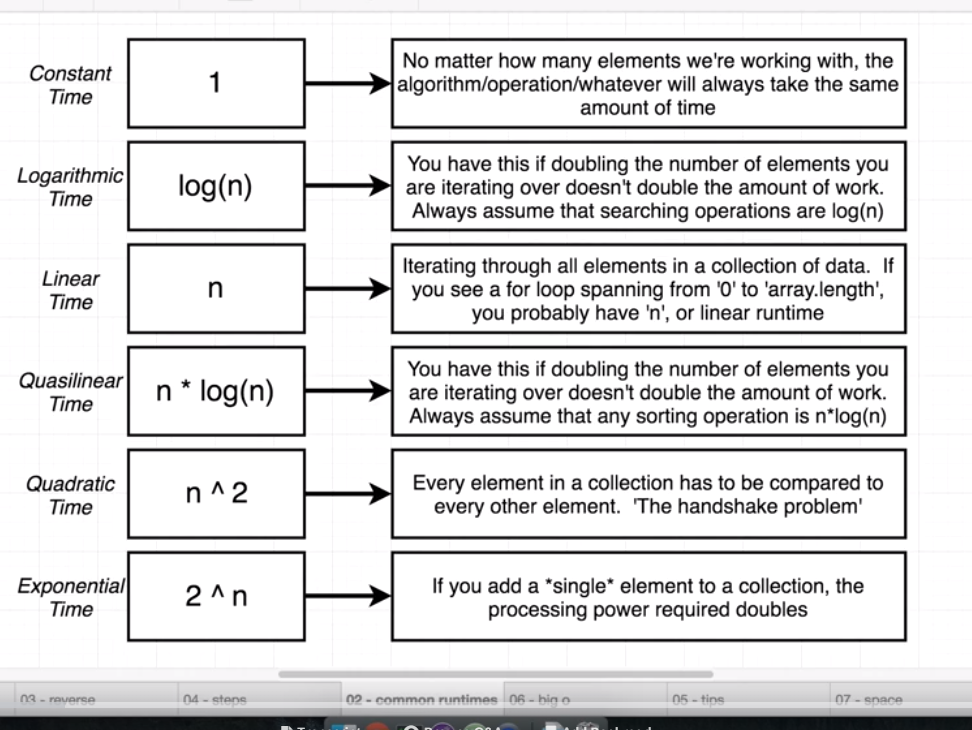 Constant
Time
1
No matter how many elements we're working with, the
algorithm/operation/whatever will always take the same
amount of time
Logarithmic
Time
log(n)
You have this if doubling the number of elements you
are iterating over doesn't double the amount of work.
Always assume that searching operations are log(n)
Linear
Time
n
Iterating through all elements in a collection of data.  If
you see a for loop spanning from '0' to 'array.length',
you probably have 'n', or linear runtime
Quasilinear
Time
n * log(n)
You have this if doubling the number of elements you
are iterating over doesn't double the amount of work.
Always assume that any sorting operation is n*log(n)
Quadratic
Time
n ^ 2
Every element in a collection has to be compared to
every other element.  'The handshake problem'
Exponential
Time
2 ^ n
If you add a *single* element to a collection, the
processing power required doubles
03 - reverse 04 - steps 02 - common runtimes 06 - big o 05 - tips 07 - space